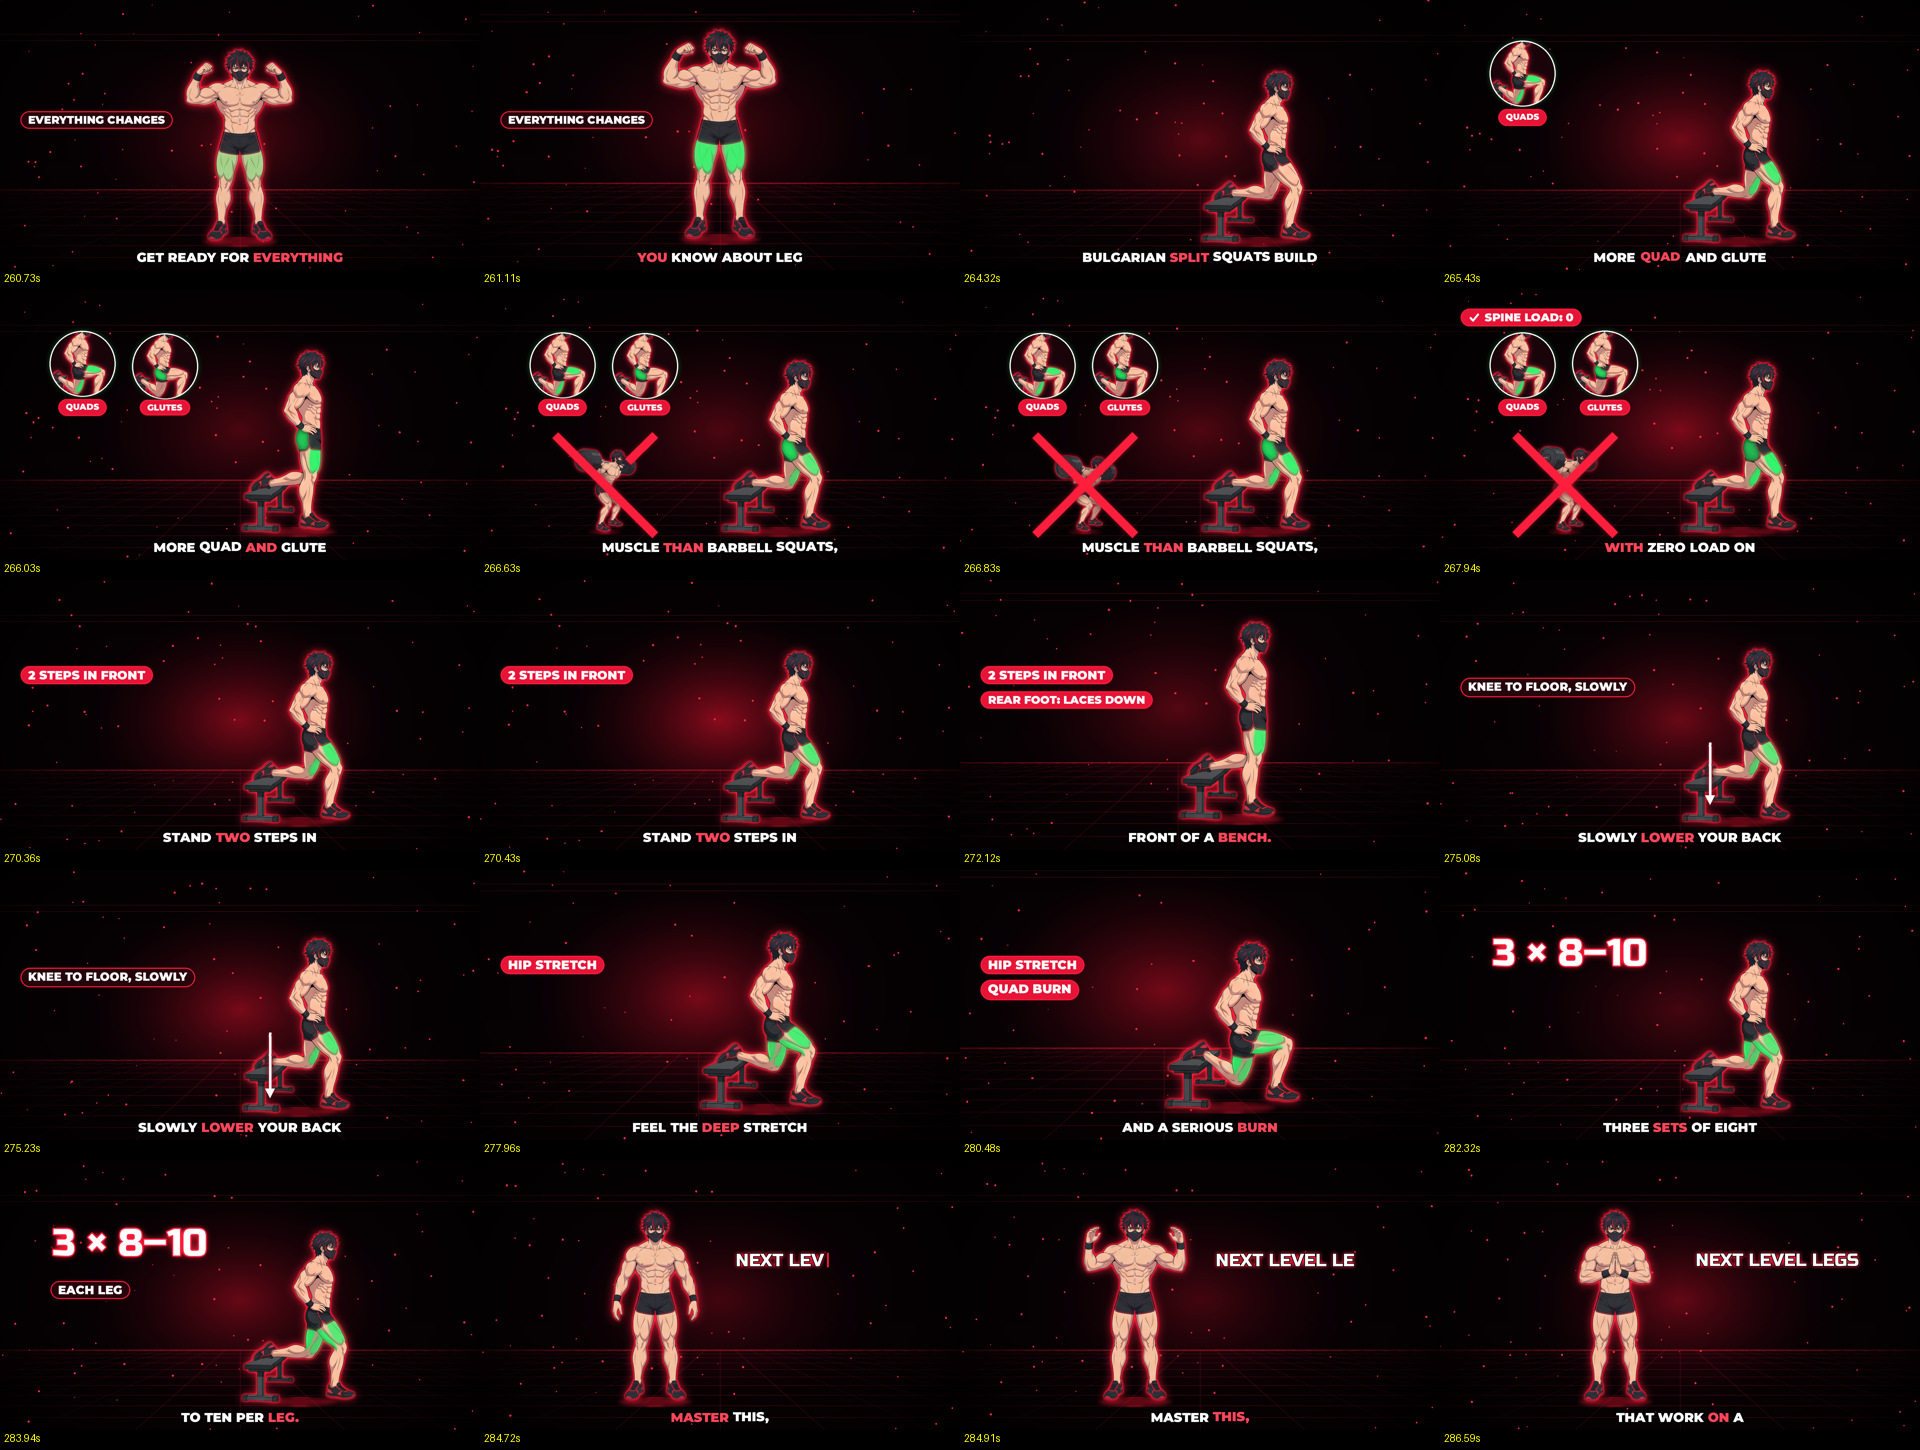 EVERYTHING CHANGES
GET READY FOR EVERYTHING
260.73s
EVERYTHING CHANGES
YOU KNOW ABOUT LEG
261.11s
BULGARIAN SPLIT SQUATS BUILD
264.32s
QUADS
MORE QUAD AND GLUTE
265.43s
QUADS
GLUTES
MORE QUAD AND GLUTE
266.03s
QUADS
GLUTES
MUSCLE THAN BARBELL SQUATS,
266.63s
QUADS
GLUTES
MUSCLE THAN BARBELL SQUATS,
266.83s
✓ SPINE LOAD: 0
QUADS
GLUTES
WITH ZERO LOAD ON
267.94s
2 STEPS IN FRONT
STAND TWO STEPS IN
270.36s
2 STEPS IN FRONT
STAND TWO STEPS IN
270.43s
2 STEPS IN FRONT
REAR FOOT: LACES DOWN
FRONT OF A BENCH.
272.12s
KNEE TO FLOOR, SLOWLY
SLOWLY LOWER YOUR BACK
275.08s
KNEE TO FLOOR, SLOWLY
SLOWLY LOWER YOUR BACK
275.23s
HIP STRETCH
FEEL THE DEEP STRETCH
277.96s
HIP STRETCH
QUAD BURN
AND A SERIOUS BURN
280.48s
3 × 8–10
THREE SETS OF EIGHT
282.32s
3 × 8–10
EACH LEG
TO TEN PER LEG.
283.94s
NEXT LEV
MASTER THIS,
284.72s
NEXT LEVEL LE
MASTER THIS,
284.91s
NEXT LEVEL LEGS
THAT WORK ON A
286.59s